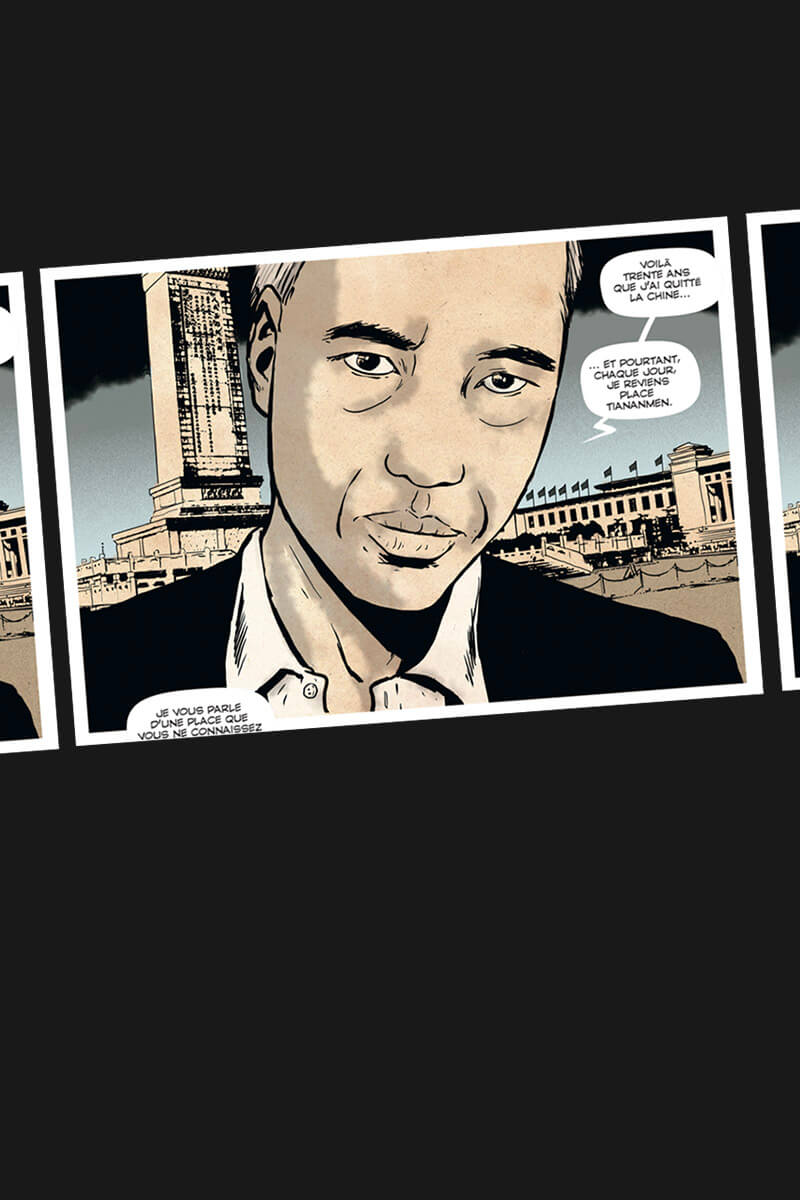 VOILÀ
TRENTE ANS
QUE J'AI QUITTÉ
LA CHINE...
... ET POURTANT,
CHAQUE JOUR,
JE REVIENS
PLACE
TIANANMEN.
JE VOUS PARLE
D'UNE PLACE QUE
VOUS NE CONNAISSEZ